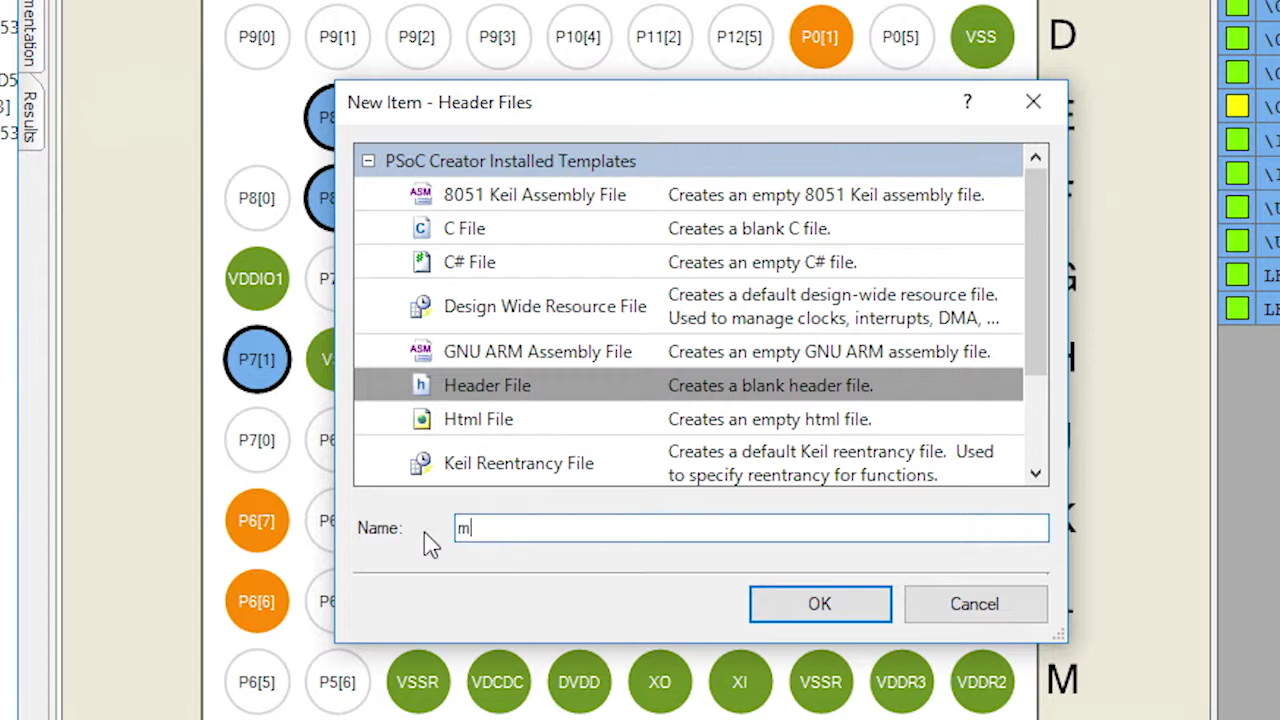 53
mentation
D5
3]
53
Results
P9[0] P9[1] P9[2] P9[3] P10[4] P11[2] P12[5] P0[1] P0[5] VSS D
New Item - Header Files ?
PSoC Creator Installed Templates
8051 Keil Assembly File Creates an empty 8051 Keil assembly file.
C File Creates a blank C file.
C# File Creates an empty C# file.
Design Wide Resource File Creates a default design-wide resource file.
Used to manage clocks, interrupts, DMA, ...
GNU ARM Assembly File Creates an empty GNU ARM assembly file.
Header File Creates a blank header file.
Html File Creates an empty html file.
Keil Reentrancy File Creates a default Keil reentrancy file. Used
to specify reentrancy for functions.
Name: m
OK Cancel
P8[0]
VDDIO1
P7[1]
P7[0]
P6[7]
P6[6]
P6[5] P5[6] VSSR VDCDC DVDD XO XI VSSR VDDR3 VDDR2 M